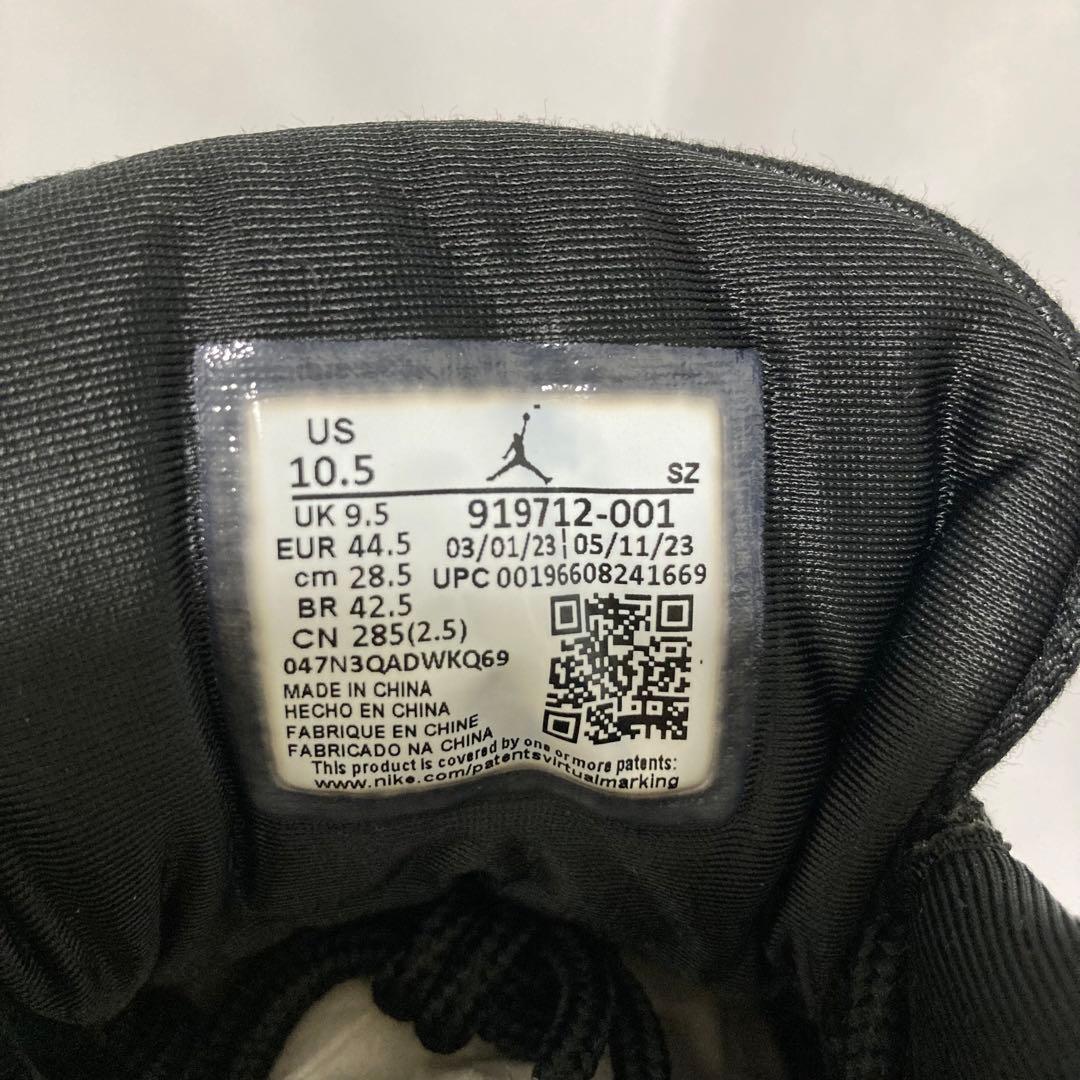 US
10.5 SZ
UK 9.5 919712-001
EUR 44.5 03/01/23 05/11/23
cm 28.5 UPC 00196608241669
BR 42.5
CN 285(2.5)
047N3QADWKQ69
MADE IN CHINA
HECHO EN CHINA
FABRIQUE EN CHINE
FABRICADO NA CHINA
This product is covered by one or more patents:
www.nike.com/patentsvirtualmarking